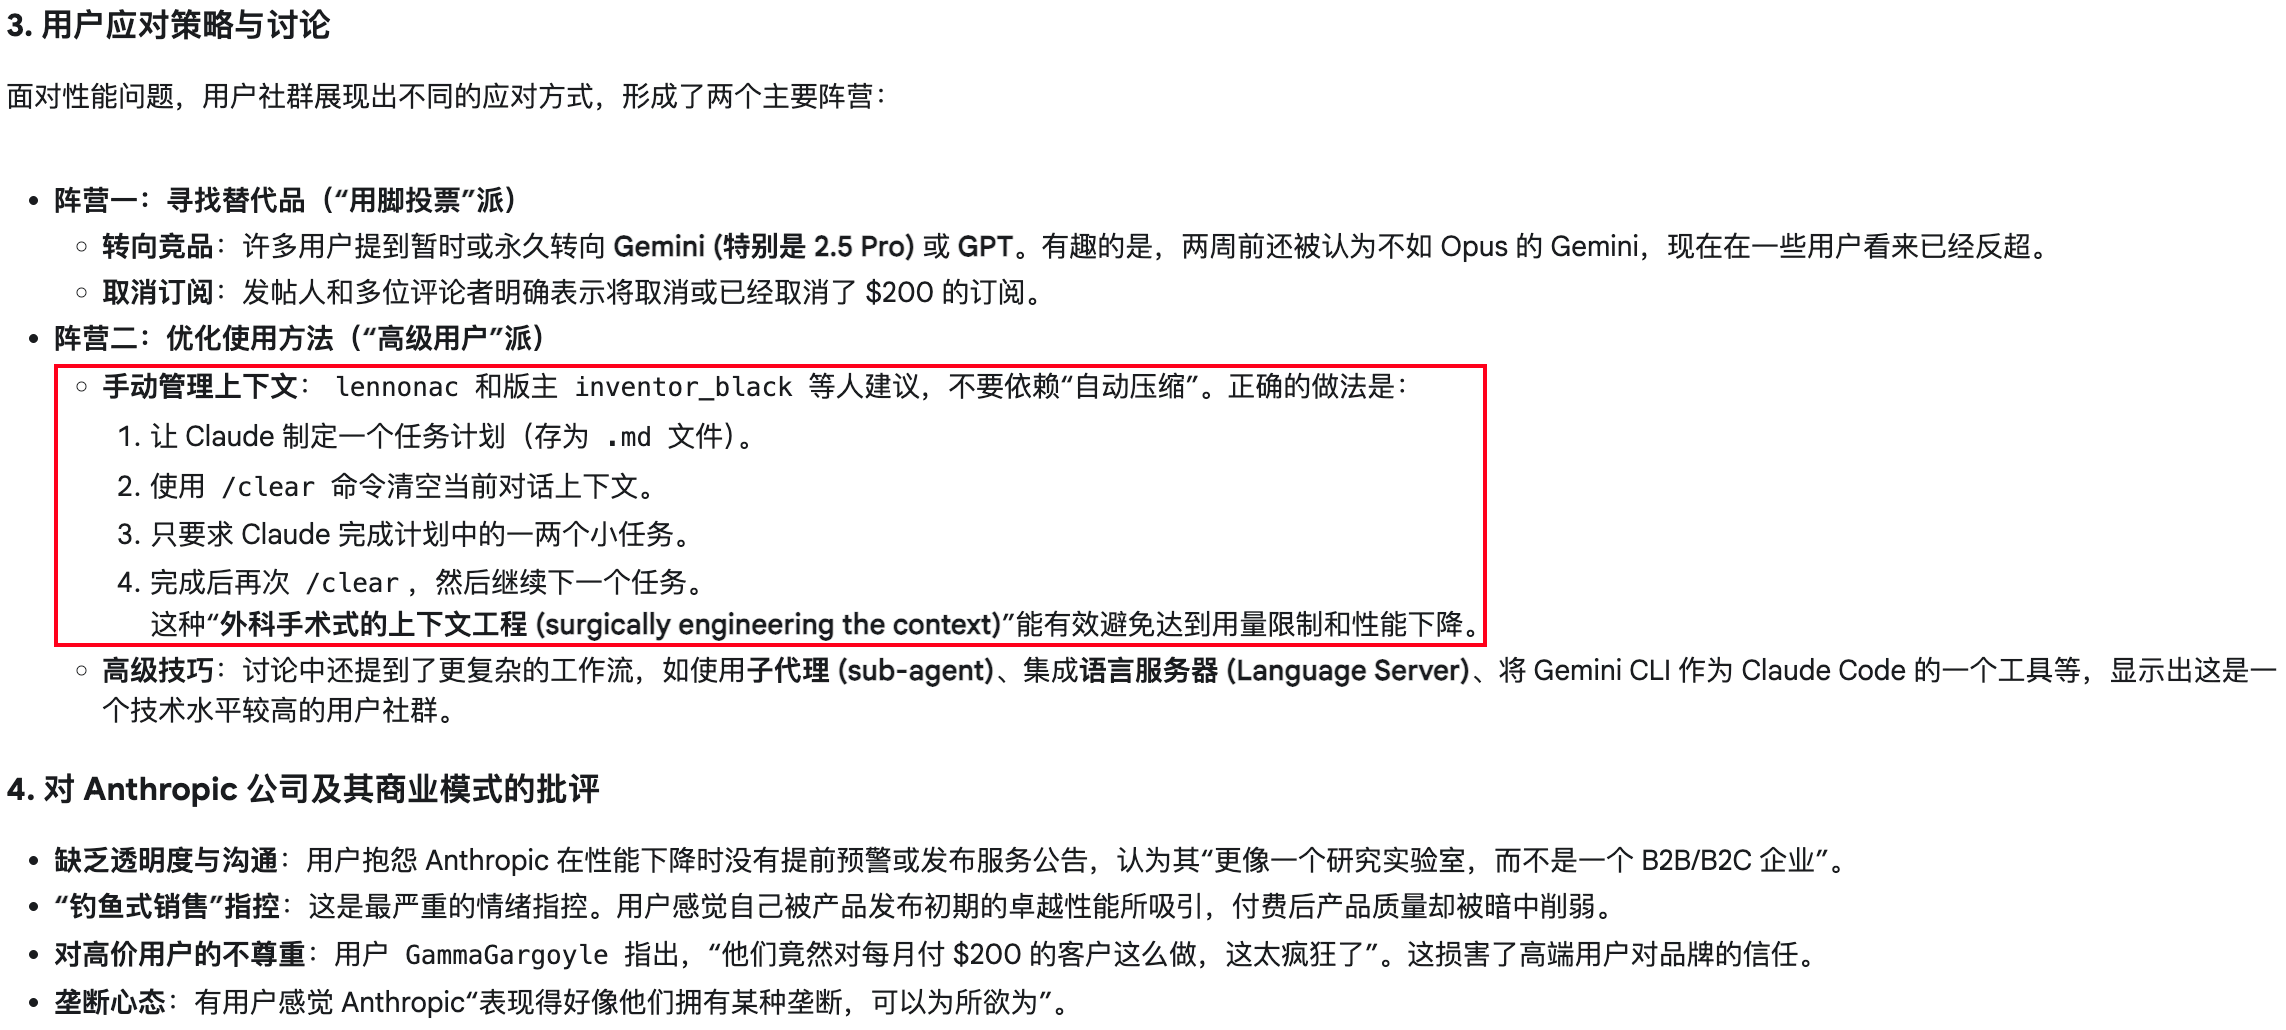 3. 用户应对策略与讨论
面对性能问题，用户社群展现出不同的应对方式，形成了两个主要阵营：
• 阵营一：寻找替代品（“用脚投票”派）
○ 转向竞品：许多用户提到暂时或永久转向 Gemini (特别是 2.5 Pro) 或 GPT。有趣的是，两周前还被认为不如 Opus 的 Gemini，现在在一些用户看来已经反超。
○ 取消订阅：发帖人和多位评论者明确表示将取消或已经取消了 $200 的订阅。
• 阵营二：优化使用方法（“高级用户”派）
○ 手动管理上下文： lennonac 和版主 inventor_black 等人建议，不要依赖“自动压缩”。正确的做法是：
1. 让 Claude 制定一个任务计划（存为 .md 文件）。
2. 使用 /clear 命令清空当前对话上下文。
3. 只要求 Claude 完成计划中的一两个小任务。
4. 完成后再次 /clear，然后继续下一个任务。
这种“外科手术式的上下文工程 (surgically engineering the context)”能有效避免达到用量限制和性能下降。
○ 高级技巧：讨论中还提到了更复杂的工作流，如使用子代理 (sub-agent)、集成语言服务器 (Language Server)、将 Gemini CLI 作为 Claude Code 的一个工具等，显示出这是一
个技术水平较高的用户社群。
4. 对 Anthropic 公司及其商业模式的批评
• 缺乏透明度与沟通：用户抱怨 Anthropic 在性能下降时没有提前预警或发布服务公告，认为其“更像一个研究实验室，而不是一个 B2B/B2C 企业”。
• “钓鱼式销售”指控：这是最严重的情绪指控。用户感觉自己被产品发布初期的卓越性能所吸引，付费后产品质量却被暗中削弱。
• 对高价用户的不尊重：用户 GammaGargoyle 指出，“他们竟然对每月付 $200 的客户这么做，这太疯狂了”。这损害了高端用户对品牌的信任。
• 垄断心态：有用户感觉 Anthropic“表现得好像他们拥有某种垄断，可以为所欲为”。